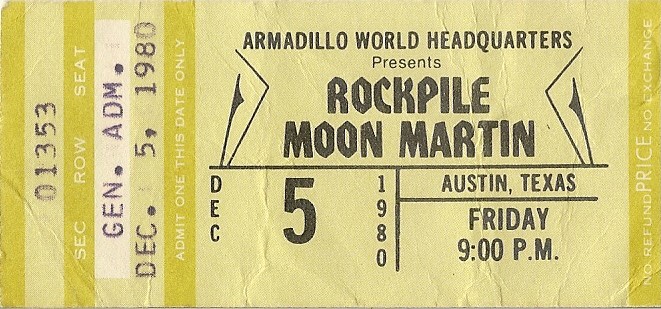 01353
SEC ROW SEAT
GEN. ADM.
DEC. 5, 1980
ADMIT ONE THIS DATE ONLY
ARMADILLO WORLD HEADQUARTERS
Presents
ROCKPILE
MOON MARTIN
DEC
5
1980
AUSTIN, TEXAS
FRIDAY
9:00 P.M.
NO REFUND PRICE NO EXCHANGE